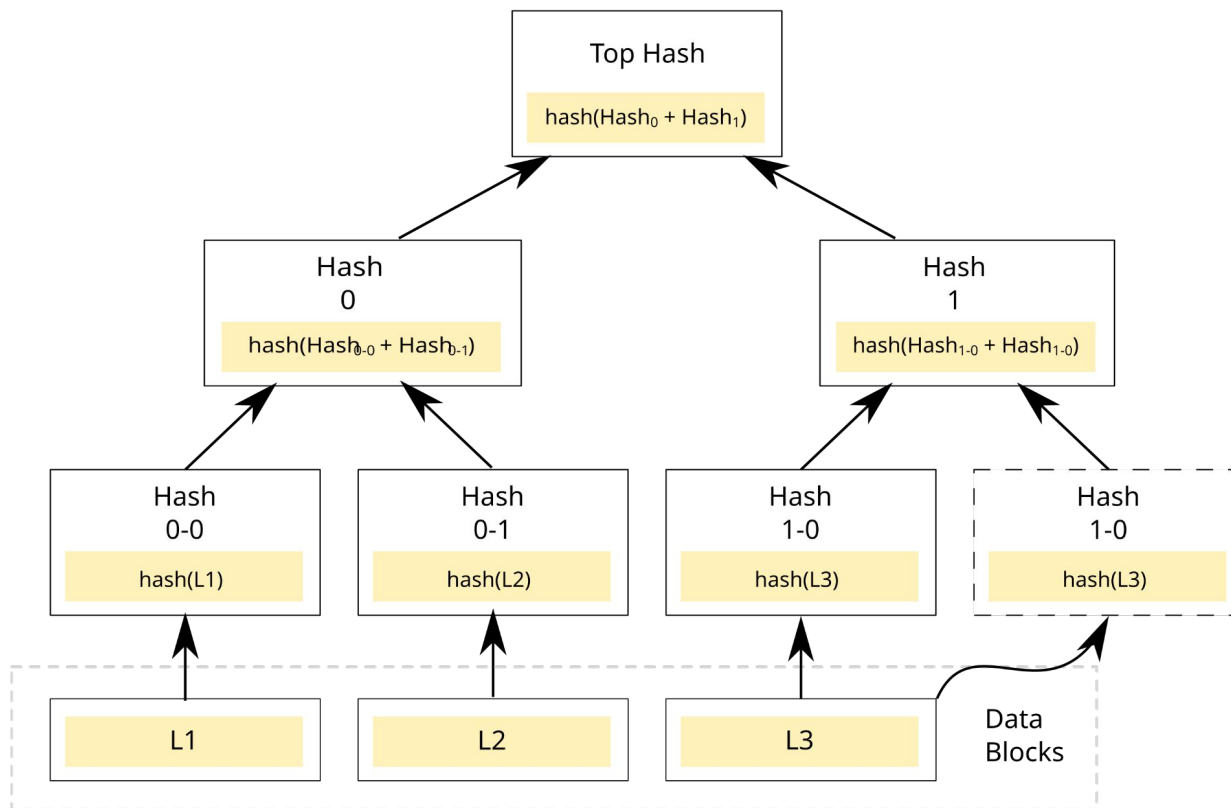 Top Hash
hash(Hash₀ + Hash₁)
Hash
0
hash(Hash₀₋₀ + Hash₀₋₁)
Hash
1
hash(Hash₁₋₀ + Hash₁₋₀)
Hash
0-0
hash(L1)
Hash
0-1
hash(L2)
Hash
1-0
hash(L3)
Hash
1-0
hash(L3)
L1
L2
L3
Data
Blocks